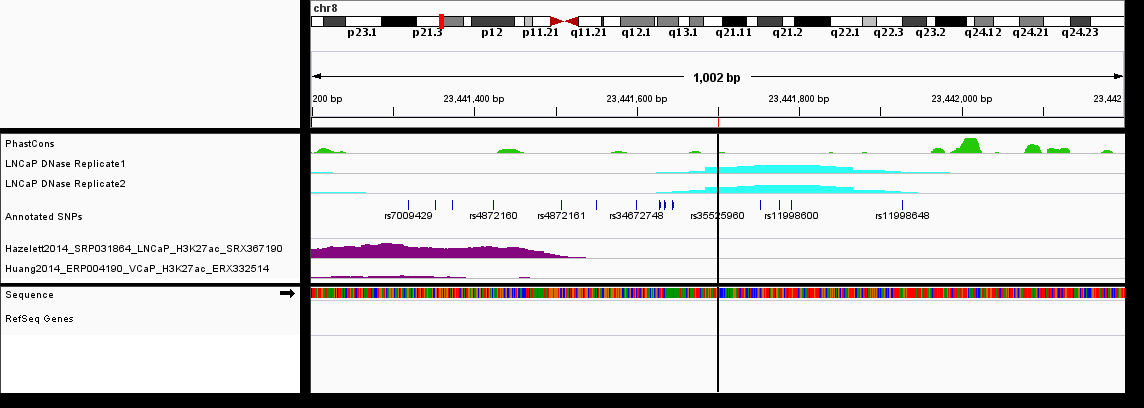 chr8
p23.1 p21.3 p12 p11.21 q11.21 q12.1 q13.1 q21.11 q21.2 q22.1 q22.3 q23.2 q24.12 q24.21 q24.23
1,002 bp
200 bp 23,441,400 bp 23,441,600 bp 23,441,800 bp 23,442,000 bp 23,442
PhastCons
LNCaP DNase Replicate1
LNCaP DNase Replicate2
Annotated SNPs
rs7009429 rs4872160 rs4872161 rs34672748 rs35525960 rs11998600 rs11998648
Hazelett2014_SRP031864_LNCaP_H3K27ac_SRX367190
Huang2014_ERP004190_VCaP_H3K27ac_ERX332514
Sequence
RefSeq Genes